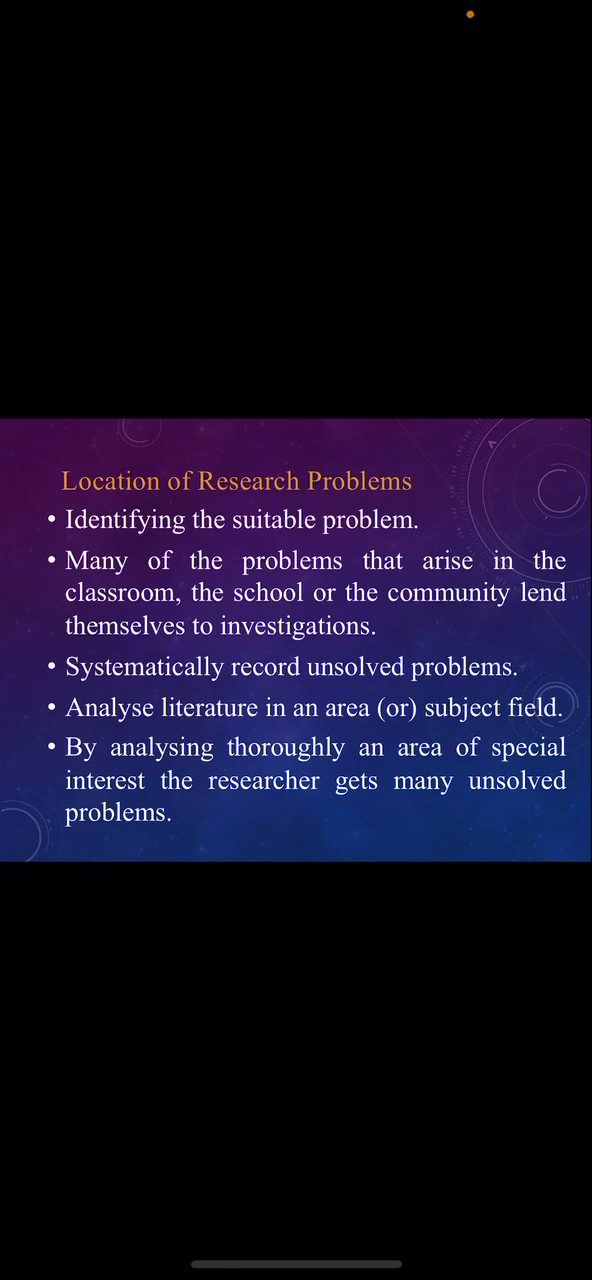 Location of Research Problems
• Identifying the suitable problem.
• Many of the problems that arise in the
classroom, the school or the community lend
themselves to investigations.
• Systematically record unsolved problems.
• Analyse literature in an area (or) subject field.
• By analysing thoroughly an area of special
interest the researcher gets many unsolved
problems.